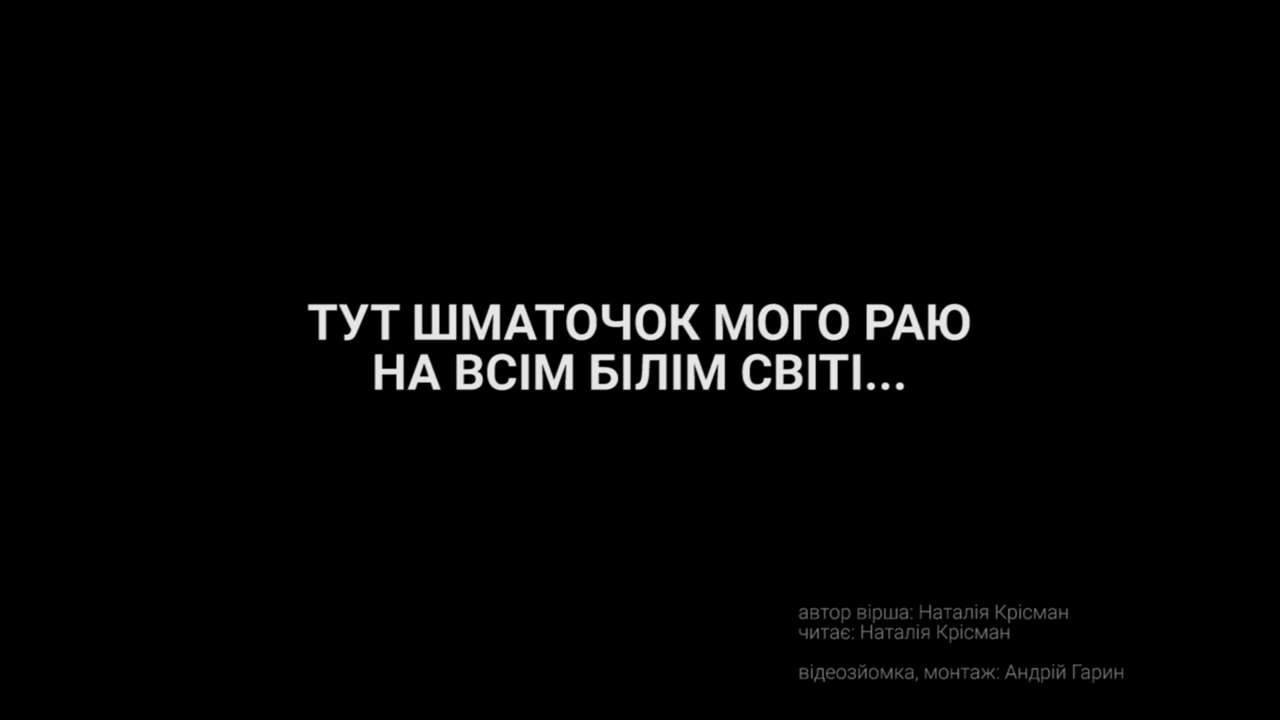 ТУТ ШМАТОЧОК МОГО РАЮ
НА ВСІМ БІЛІМ СВІТІ...
автор вірша: Наталія Крісман
читає: Наталія Крісман
відеозйомка, монтаж: Андрій Гарин